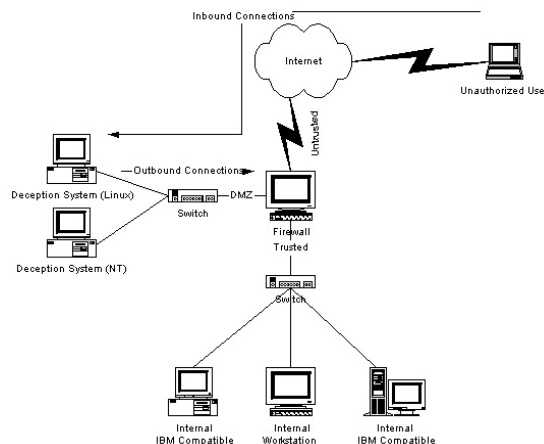 Inbound Connections
Internet
Unauthorized Use
Untrusted
Outbound Connections
Deception System (Linux)
Switch
DMZ
Firewall
Trusted
Deception System (NT)
Switch
Internal
IBM Compatible
Internal
Workstation
Internal
IBM Compatible